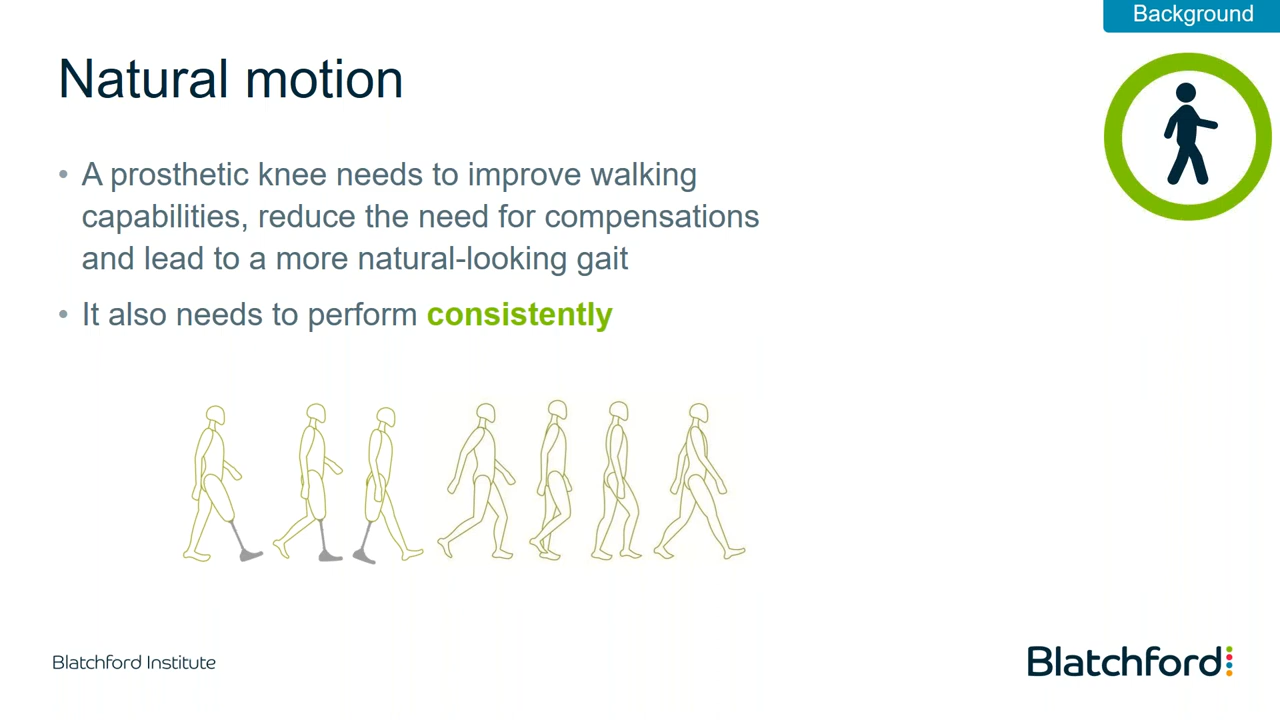 Background
Natural motion
• A prosthetic knee needs to improve walking
capabilities, reduce the need for compensations
and lead to a more natural-looking gait
• It also needs to perform consistently
Blatchford Institute
Blatchford